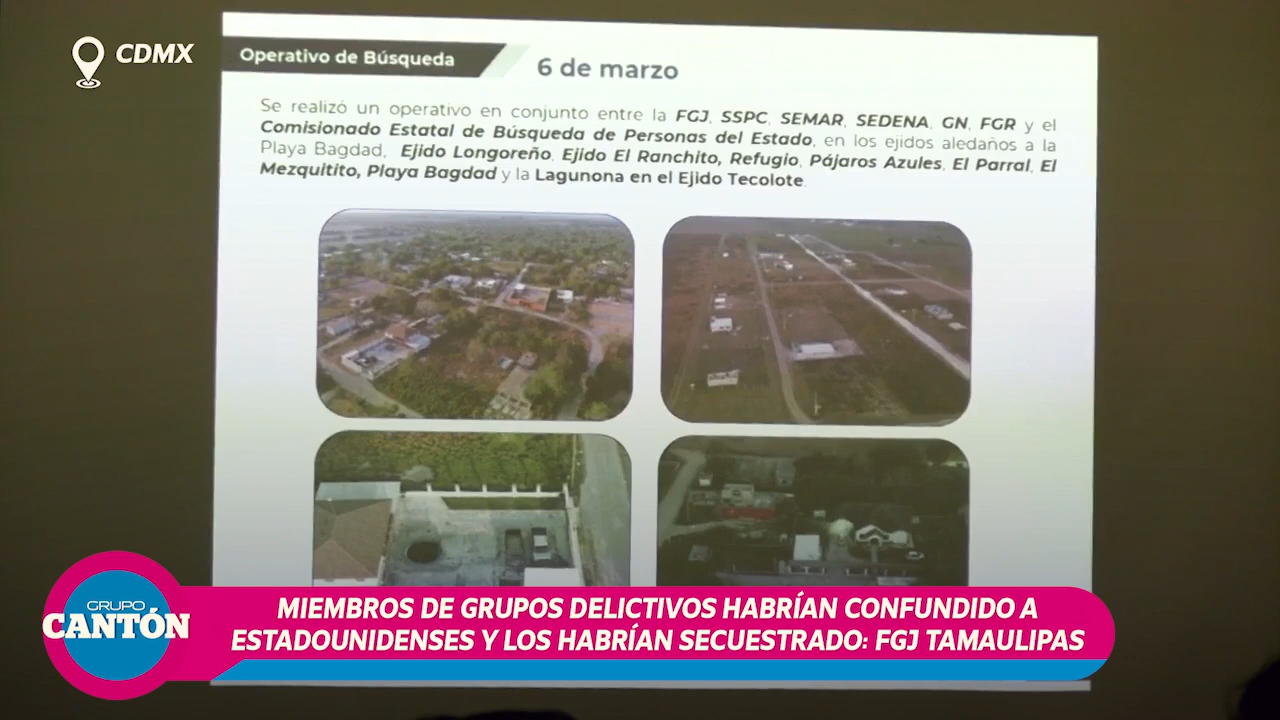 CDMX
Operativo de Búsqueda
6 de marzo
Se realizó un operativo en conjunto entre la FGJ, SSPC, SEMAR, SEDENA, GN, FGR y el
Comisionado Estatal de Búsqueda de Personas del Estado, en los ejidos aledaños a la
Playa Bagdad, Ejido Longoreño, Ejido El Ranchito, Refugio, Pájaros Azules, El Parral, El
Mezquitito, Playa Bagdad y la Lagunona en el Ejido Tecolote.
GRUPO
CANTÓN
MIEMBROS DE GRUPOS DELICTIVOS HABRÍAN CONFUNDIDO A
ESTADOUNIDENSES Y LOS HABRÍAN SECUESTRADO: FGJ TAMAULIPAS